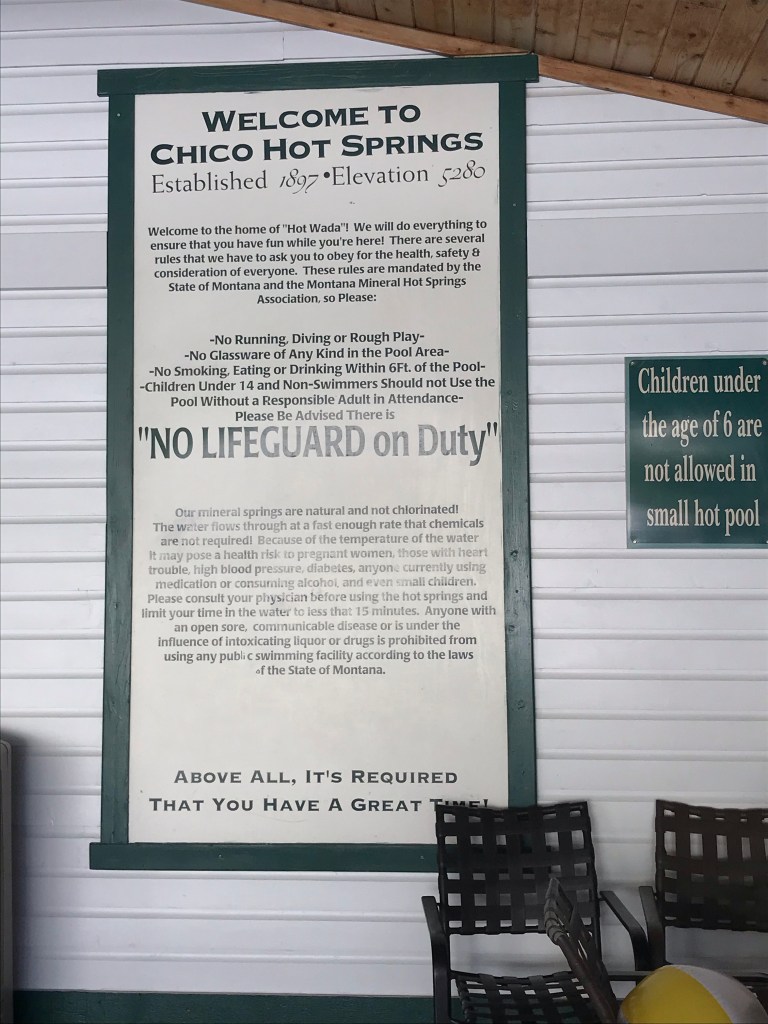 WELCOME TO
CHICO HOT SPRINGS
Established 1897 • Elevation 5280
Welcome to the home of "Hot Wada"! We will do everything to
ensure that you have fun while you're here! There are several
rules that we have to ask you to obey for the health, safety &
consideration of everyone. These rules are mandated by the
State of Montana and the Montana Mineral Hot Springs
Association, so Please:
-No Running, Diving or Rough Play-
-No Glassware of Any Kind in the Pool Area-
-No Smoking, Eating or Drinking Within 6Ft. of the Pool-
-Children Under 14 and Non-Swimmers Should not Use the
Pool Without a Responsible Adult in Attendance-
Please Be Advised There is
"NO LIFEGUARD on Duty"
Our mineral springs are natural and not chlorinated!
The water flows through at a fast enough rate that chemicals
are not required! Because of the temperature of the water
it may pose a health risk to pregnant women, those with heart
trouble, high blood pressure, diabetes, anyone currently using
medication or consuming alcohol, and even small children.
Please consult your physician before using the hot springs and
limit your time in the water to less that 15 minutes. Anyone with
an open sore, communicable disease or is under the
influence of intoxicating liquor or drugs is prohibited from
using any public swimming facility according to the laws
of the State of Montana.
ABOVE ALL, IT'S REQUIRED
THAT YOU HAVE A GREAT TIME!
Children under
the age of 6 are
not allowed in
small hot pool